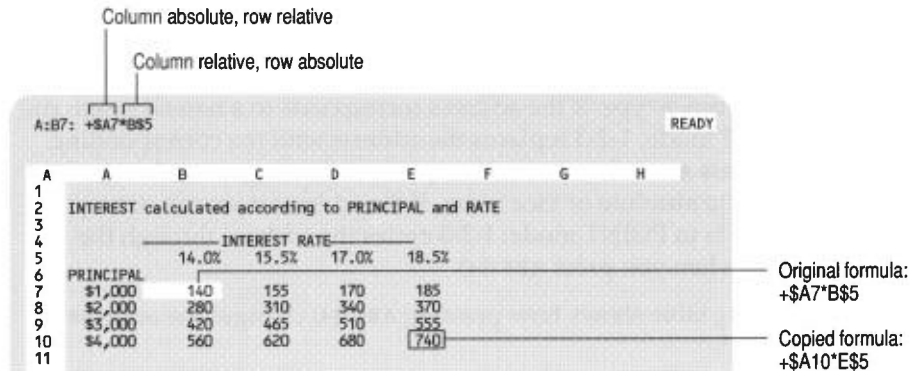 Column absolute, row relative
Column relative, row absolute
A:B7: +$A7*B$5 READY
A A B C D E F G H
1
2 INTEREST calculated according to PRINCIPAL and RATE
3
4 INTEREST RATE
5 14.0% 15.5% 17.0% 18.5%
6 PRINCIPAL
7 $1,000 140 155 170 185
8 $2,000 280 310 340 370
9 $3,000 420 465 510 555
10 $4,000 560 620 680 740
11
Original formula:
+$A7*B$5
Copied formula:
+$A10*E$5